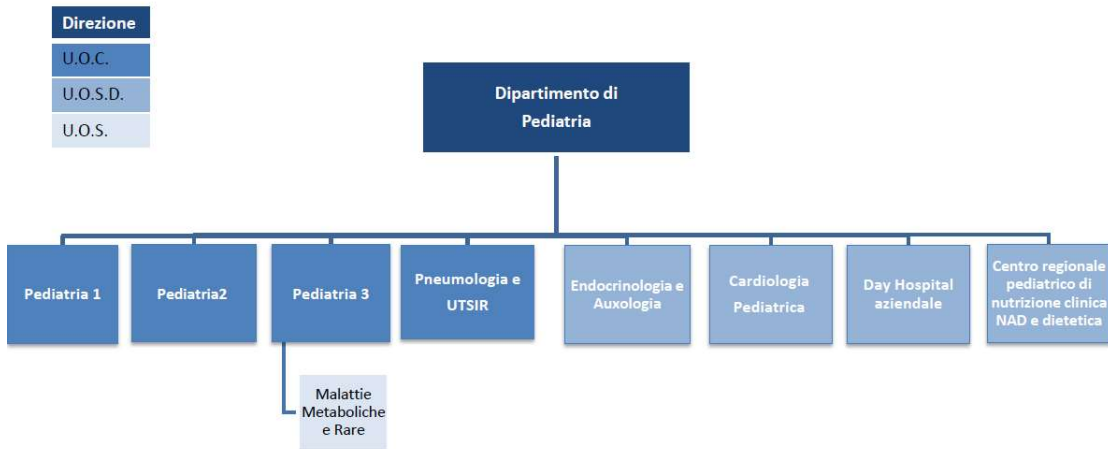 Direzione
U.O.C.
U.O.S.D.
U.O.S.
Dipartimento di
Pediatria
Pediatria 1
Pediatria2
Pediatria 3
Pneumologia e
UTSIR
Endocrinologia e
Auxologia
Cardiologia
Pediatrica
Day Hospital
aziendale
Centro regionale
pediatrico di
nutrizione clinica
NAD e dietetica
Malattie
Metaboliche
e Rare